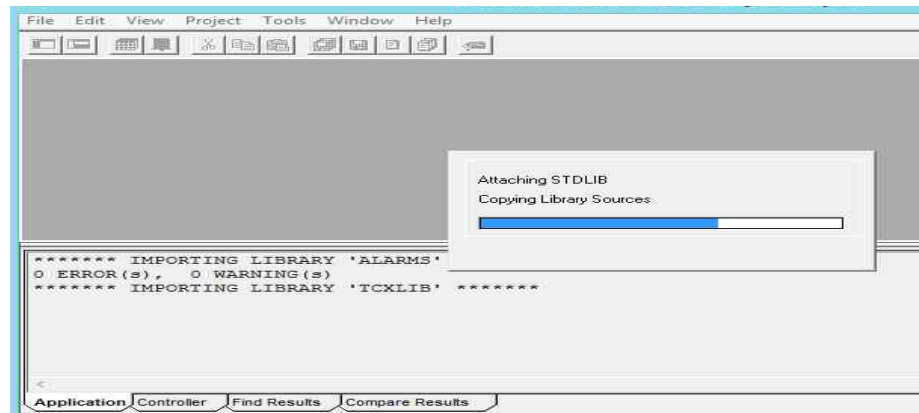 File Edit View Project Tools Window Help
Attaching STDLIB
Copying Library Sources
******* IMPORTING LIBRARY 'ALARMS'
0 ERROR(s), 0 WARNING(s)
******* IMPORTING LIBRARY 'TCXLIB' *******
Application Controller Find Results Compare Results